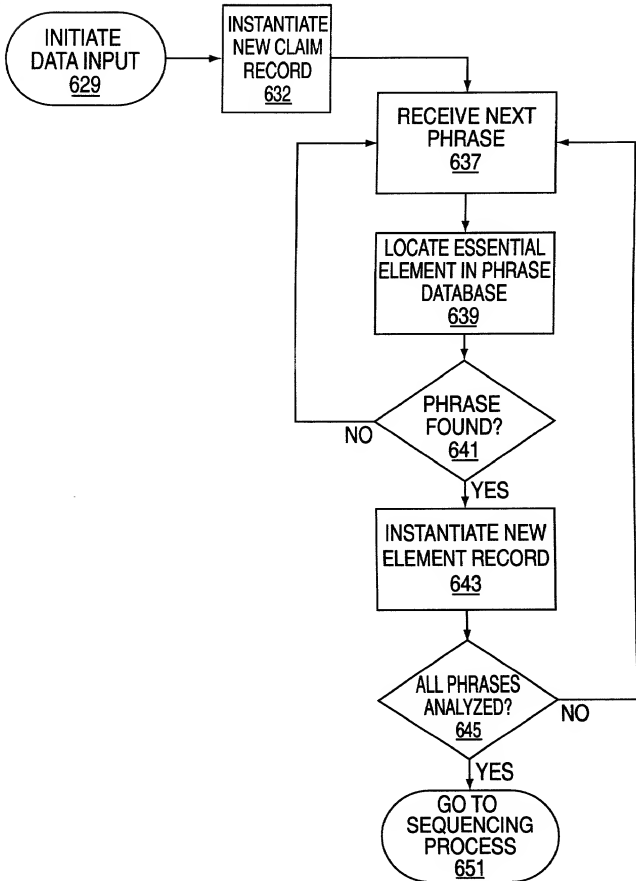 INITIATE
DATA INPUT
629
INSTANTIATE
NEW CLAIM
RECORD
632
RECEIVE NEXT
PHRASE
637
LOCATE ESSENTIAL
ELEMENT IN PHRASE
DATABASE
639
PHRASE
FOUND?
641
NO
YES
INSTANTIATE NEW
ELEMENT RECORD
643
ALL PHRASES
ANALYZED?
645
NO
YES
GO TO
SEQUENCING
PROCESS
651